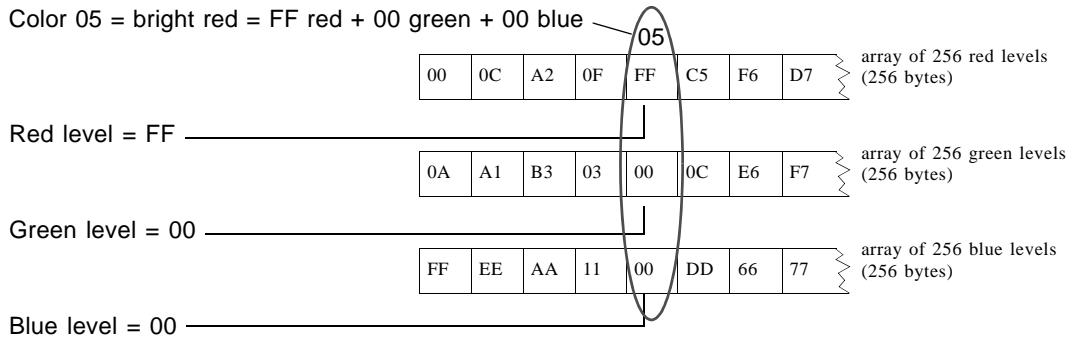 Color 05 = bright red = FF red + 00 green + 00 blue
05
00 0C A2 0F FF C5 F6 D7
array of 256 red levels
(256 bytes)
Red level = FF
0A A1 B3 03 00 0C E6 F7
array of 256 green levels
(256 bytes)
Green level = 00
FF EE AA 11 00 DD 66 77
array of 256 blue levels
(256 bytes)
Blue level = 00